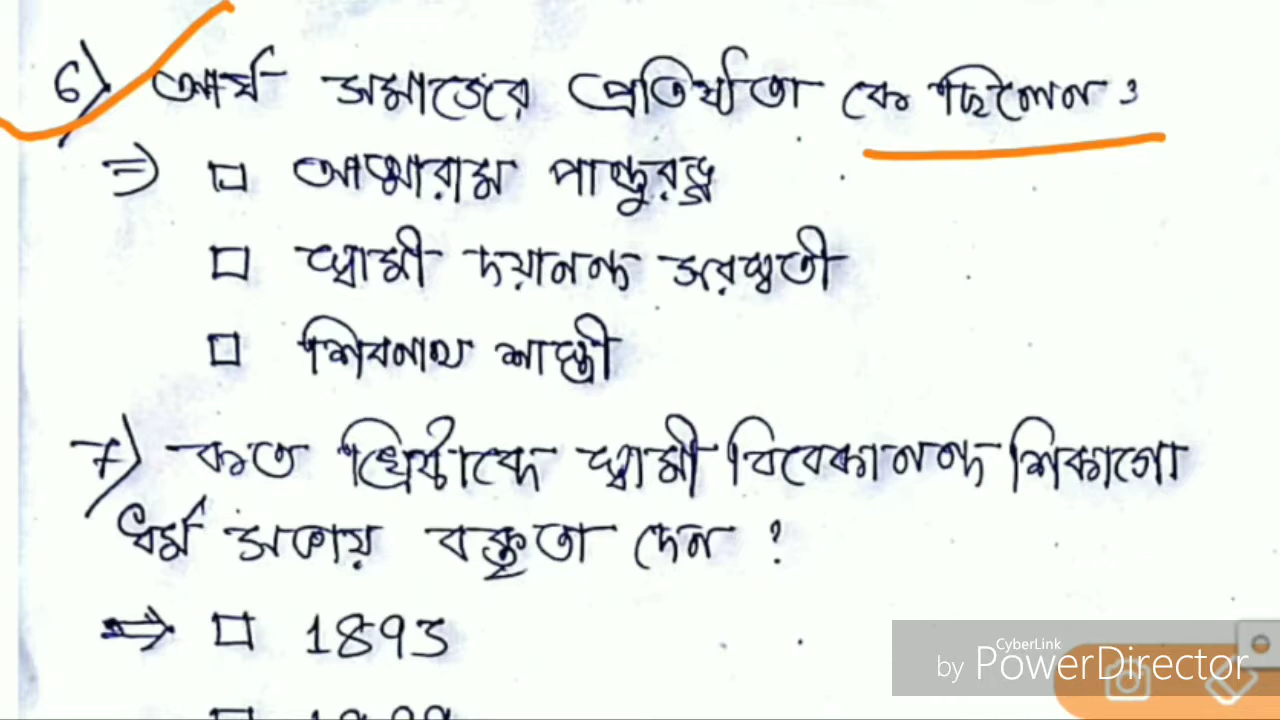 6) আর্য সমাজের প্রতিষ্ঠাতা কে ছিলেন ?
=> □ আত্মারাম পান্ডুরঙ্গ
□ স্বামী দয়ানন্দ সরস্বতী
□ শিবনাথ শাস্ত্রী
7) কত খ্রিষ্টাব্দে স্বামী বিবেকানন্দ শিকাগো
ধর্ম সভায় বক্তৃতা দেন ?
=> □ 1893
CyberLink
by PowerDirector